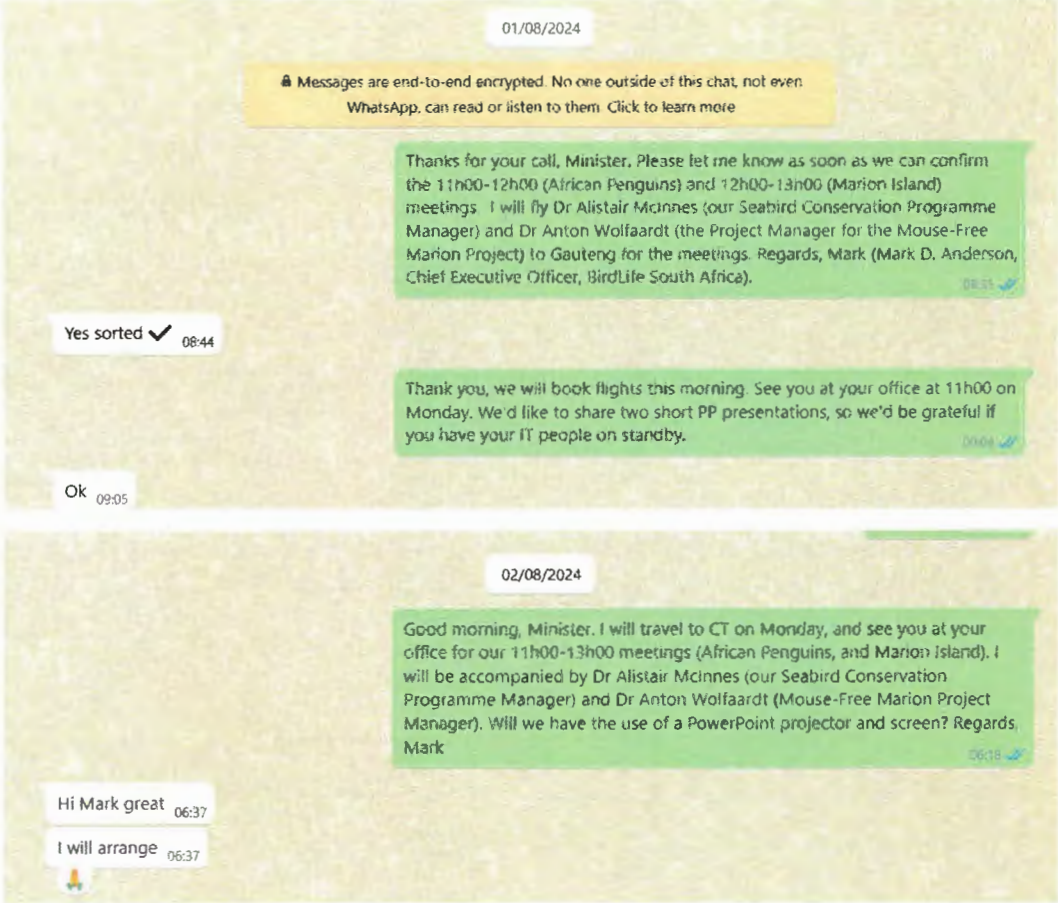 01/08/2024
Messages are end-to-end encrypted. No one outside of this chat, not even
WhatsApp, can read or listen to them. Click to learn more
Thanks for your call, Minister. Please let me know as soon as we can confirm
the 11h00-12h00 (African Penguins) and 12h00-13h00 (Marion Island)
meetings. I will fly Dr Alistair McInnes (our Seabird Conservation Programme
Manager) and Dr Anton Wolfaardt (the Project Manager for the Mouse-Free
Marion Project) to Gauteng for the meetings. Regards, Mark (Mark D. Anderson,
Chief Executive Officer, BirdLife South Africa).
Yes sorted ✓ 08:44
Thank you, we will book flights this morning. See you at your office at 11h00 on
Monday. We'd like to share two short PP presentations, so we'd be grateful if
you have your IT people on standby.
Ok 09:05
02/08/2024
Good morning, Minister. I will travel to CT on Monday, and see you at your
office for our 11h00-13h00 meetings (African Penguins, and Marion Island). I
will be accompanied by Dr Alistair McInnes (our Seabird Conservation
Programme Manager) and Dr Anton Wolfaardt (Mouse-Free Marion Project
Manager). Will we have the use of a PowerPoint projector and screen? Regards,
Mark
06:18
Hi Mark great 06:37
I will arrange 06:37